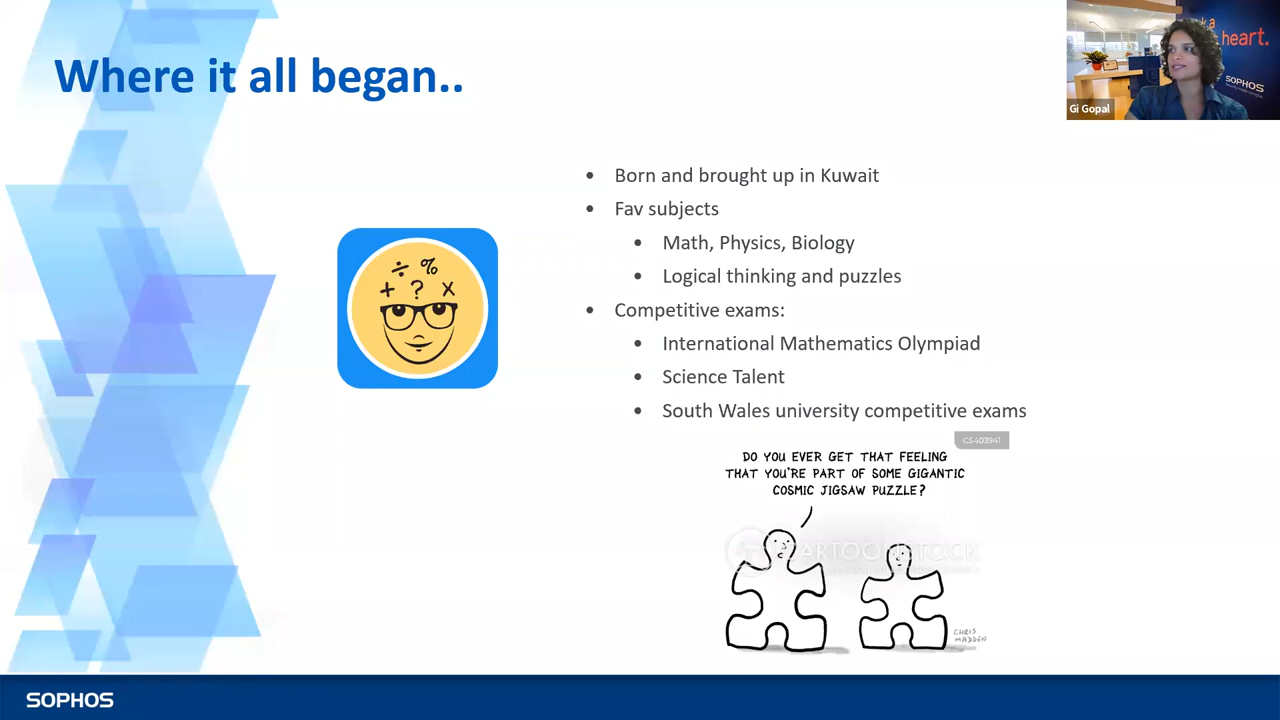 Where it all began..
a
heart.
SOPHOS
Gi Gopal
• Born and brought up in Kuwait
• Fav subjects
• Math, Physics, Biology
• Logical thinking and puzzles
• Competitive exams:
• International Mathematics Olympiad
• Science Talent
• South Wales university competitive exams
÷ %
+ ? x
CS403941
DO YOU EVER GET THAT FEELING
THAT YOU'RE PART OF SOME GIGANTIC
COSMIC JIGSAW PUZZLE?
CARTOONSTOCK
CHRIS
MADDEN
SOPHOS